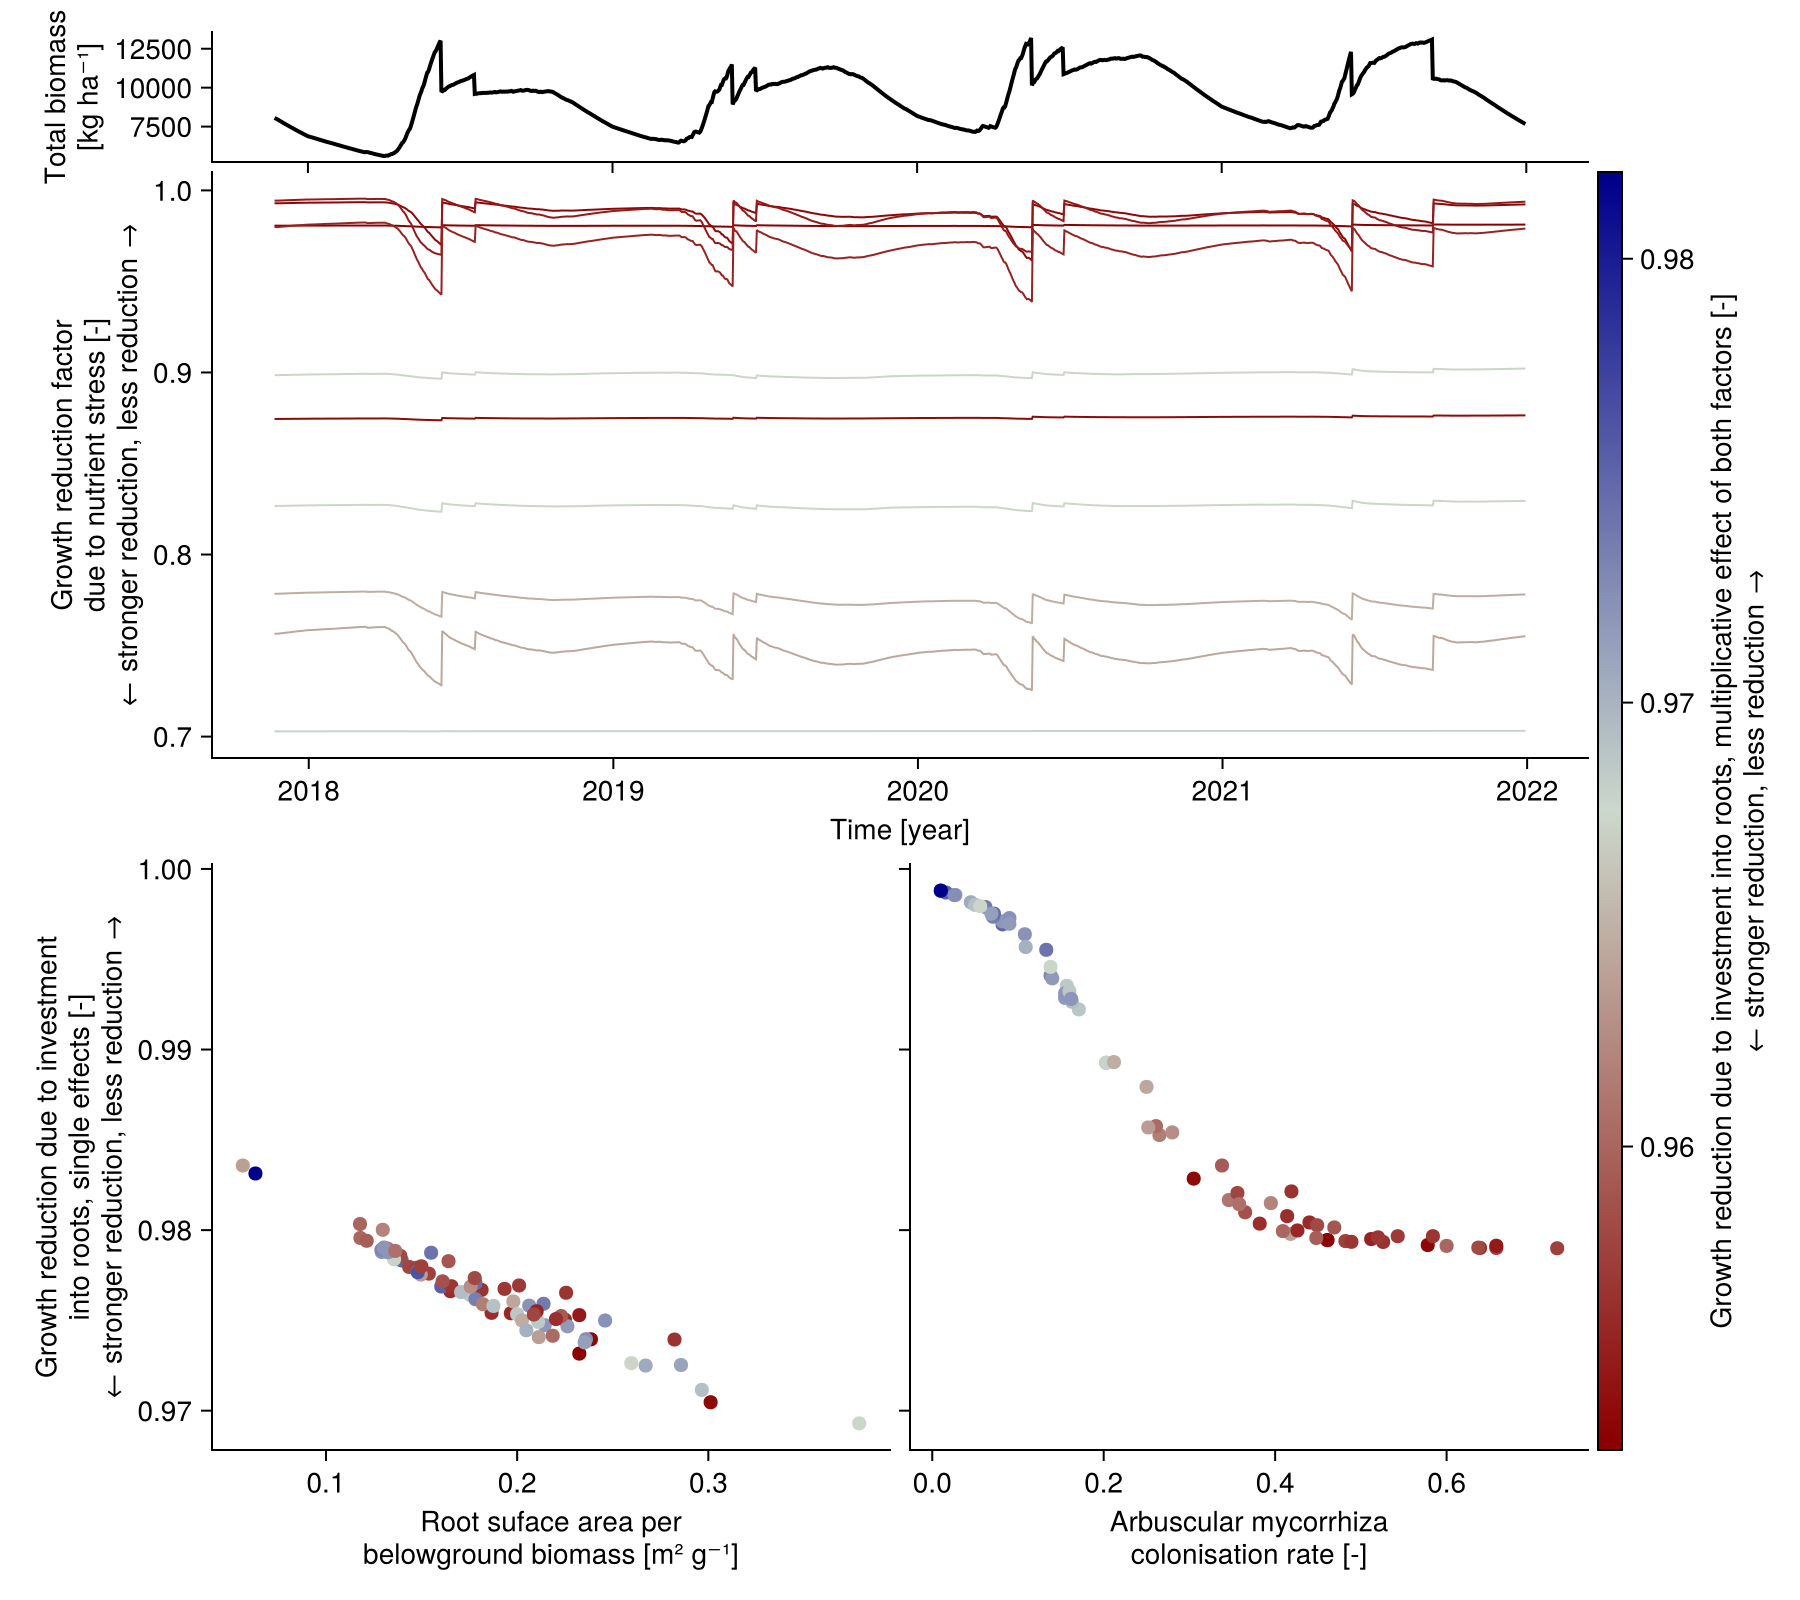 Total biomass
[kg ha⁻¹]
12500
10000
7500
Growth reduction factor
due to nutrient stress [-]
← stronger reduction, less reduction →
1.0
0.9
0.8
0.7
2018
2019
2020
2021
2022
Time [year]
0.98
0.97
0.96
Growth reduction due to investment into roots, multiplicative effect of both factors [-]
← stronger reduction, less reduction →
Growth reduction due to investment
into roots, single effects [-]
← stronger reduction, less reduction →
1.00
0.99
0.98
0.97
0.1
0.2
0.3
Root suface area per
belowground biomass [m² g⁻¹]
0.0
0.2
0.4
0.6
Arbuscular mycorrhiza
colonisation rate [-]